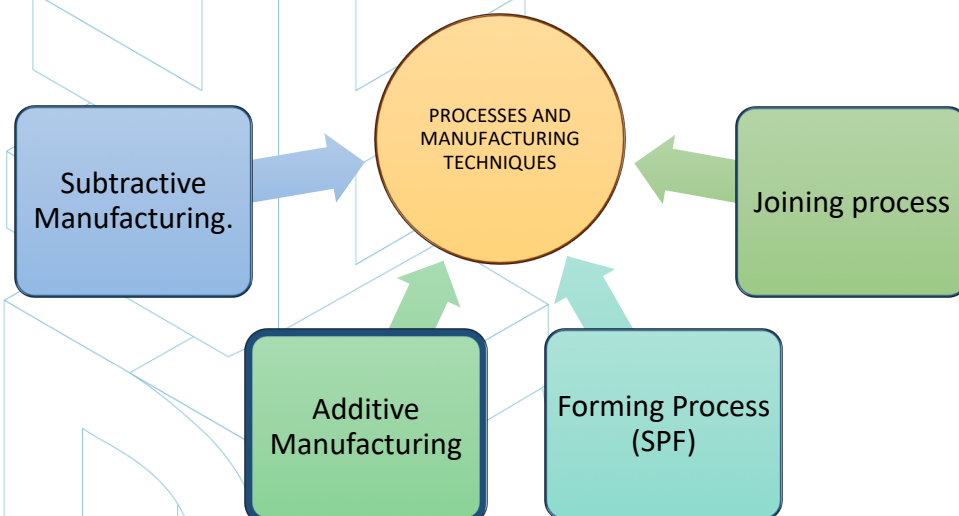 PROCESSES AND
MANUFACTURING
TECHNIQUES
Subtractive
Manufacturing.
Joining process
Additive
Manufacturing
Forming Process
(SPF)